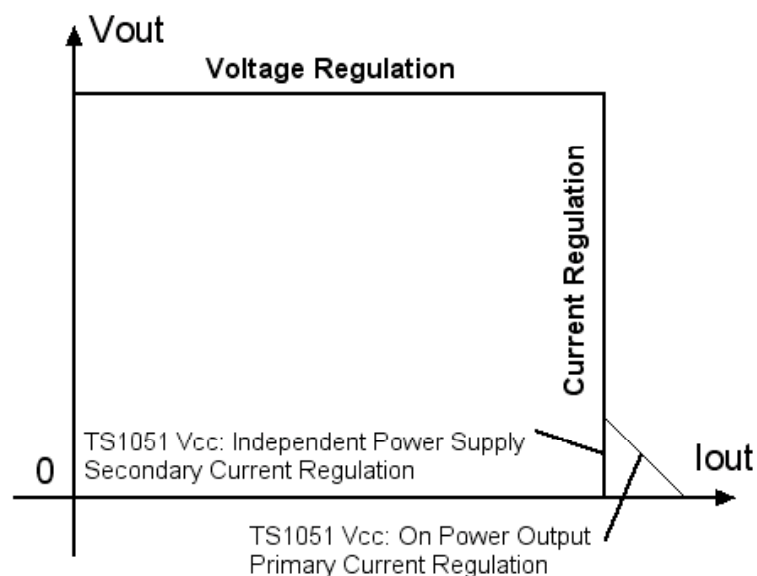 Vout
Voltage Regulation
Current Regulation
TS1051 Vcc: Independent Power Supply
Secondary Current Regulation
0
Iout
TS1051 Vcc: On Power Output
Primary Current Regulation